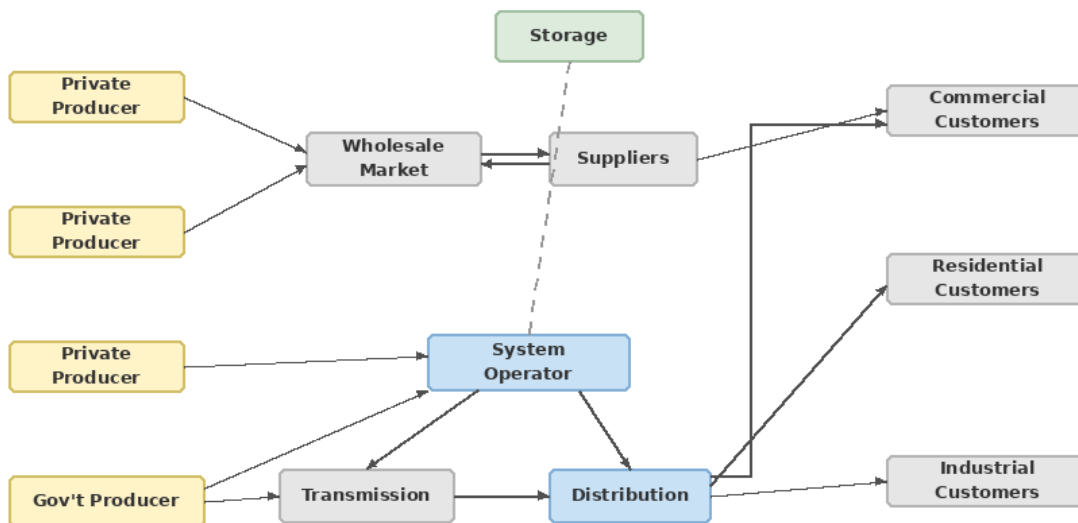 Storage
Private
Producer
Commercial
Customers
Wholesale
Market
Suppliers
Private
Producer
Residential
Customers
Private
Producer
System
Operator
Gov't Producer
Transmission
Distribution
Industrial
Customers